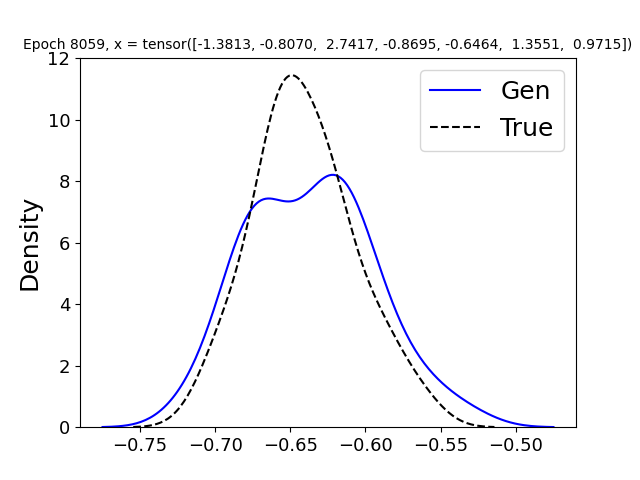 Epoch 8059, x = tensor([-1.3813, -0.8070,  2.7417, -0.8695, -0.6464,  1.3551,  0.9715])
12
10
8
6
4
2
0
Density
Gen
True
−0.75 −0.70 −0.65 −0.60 −0.55 −0.50